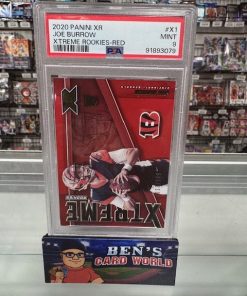 2020 PANINI XR #X1
JOE BURROW MINT
XTREME ROOKIES-RED 9
PSA 91893079
XTREME
BEN'S
CARD WORLD